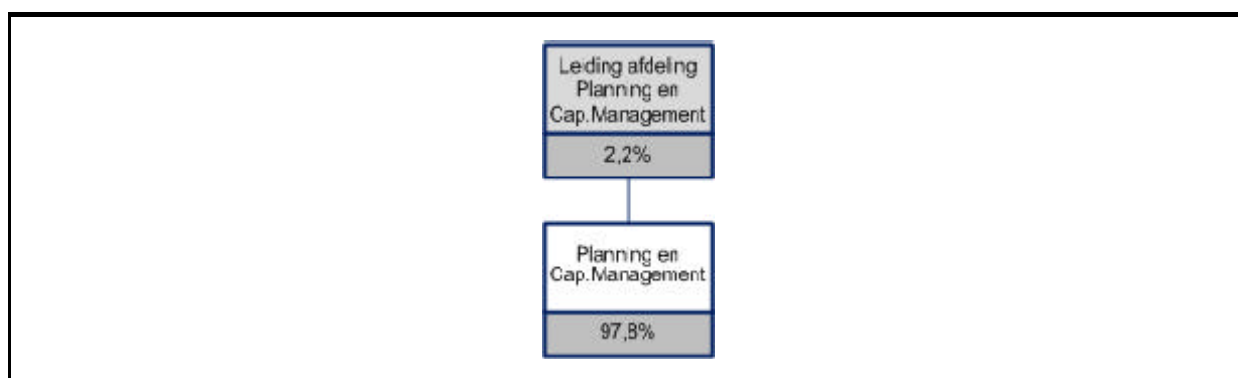 Leiding afdeling
Planning en
Cap.Management
2,2%
Planning en
Cap.Management
97,8%